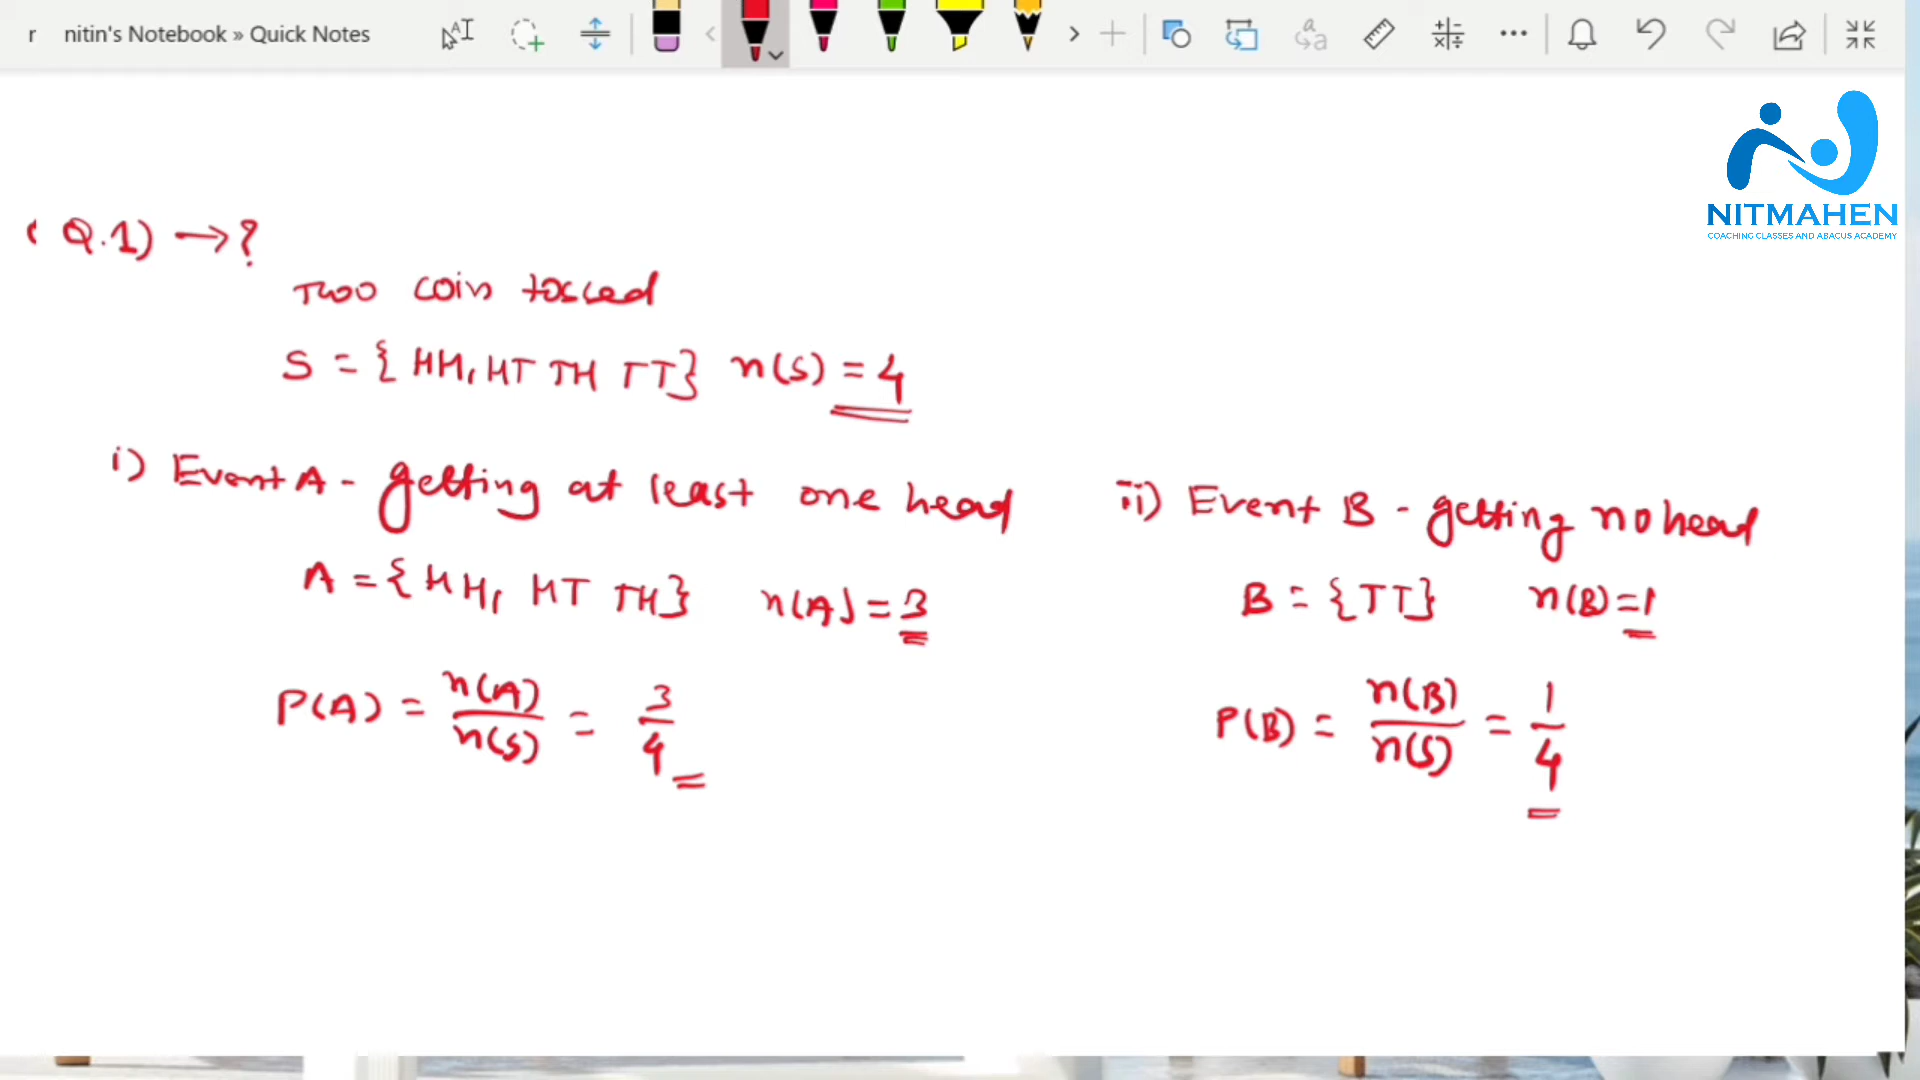 r nitin's Notebook » Quick Notes
NITMAHEN
COACHING CLASSES AND ABACUS ACADEMY
( Q.1) →?
Two coin tossed
S = { HH, HT TH TT} n(S) = 4
i) Event A - getting at least one head
A = { HH, HT TH} n(A) = 3
P(A) = n(A)/n(S) = 3/4
ii) Event B - getting no head
B = {TT} n(B) = 1
P(B) = n(B)/n(S) = 1/4